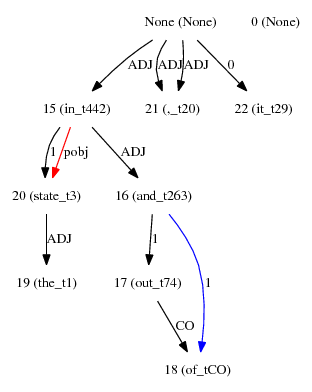 None (None) 0 (None)
ADJ ADJ ADJ 0
15 (in_t442) 21 (,_t20) 22 (it_t29)
1 pobj ADJ
20 (state_t3) 16 (and_t263)
ADJ 1 1
19 (the_t1) 17 (out_t74)
CO
18 (of_tCO)